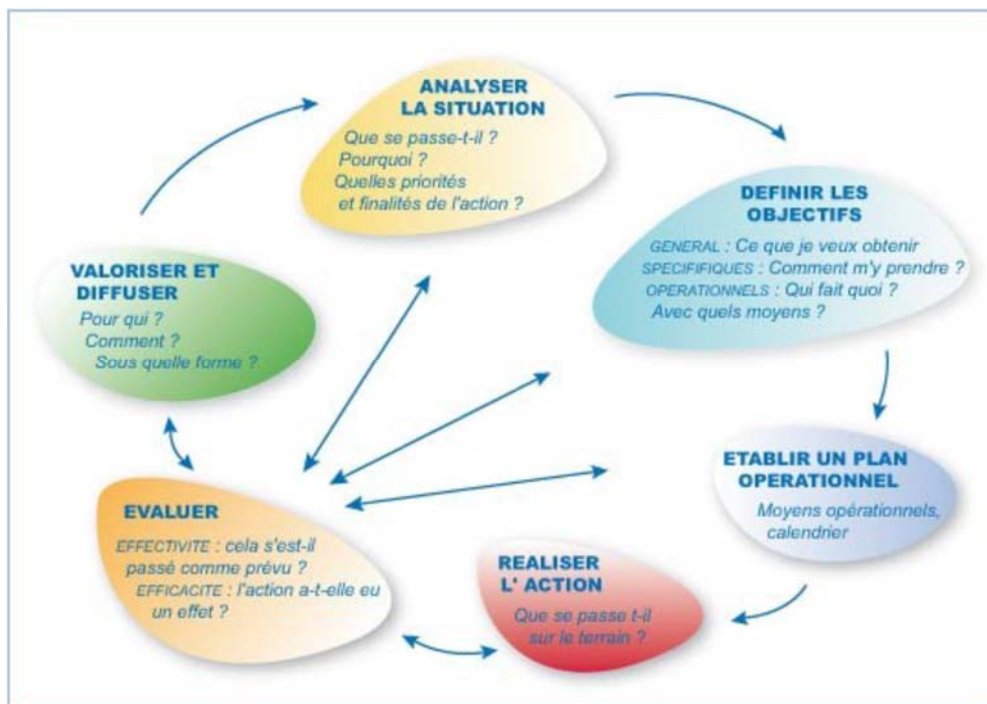 ANALYSER
LA SITUATION
Que se passe-t-il ?
Pourquoi ?
Quelles priorités
et finalités de l'action ?
DEFINIR LES
OBJECTIFS
GENERAL : Ce que je veux obtenir
SPECIFIFIQUES : Comment m'y prendre ?
OPERATIONNELS : Qui fait quoi ?
Avec quels moyens ?
ETABLIR UN PLAN
OPERATIONNEL
Moyens opérationnels,
calendrier
REALISER
L' ACTION
Que se passe t-il
sur le terrain ?
EVALUER
EFFECTIVITE : cela s'est-il
passé comme prévu ?
EFFICACITE : l'action a-t-elle eu
un effet ?
VALORISER ET
DIFFUSER
Pour qui ?
Comment ?
Sous quelle forme ?